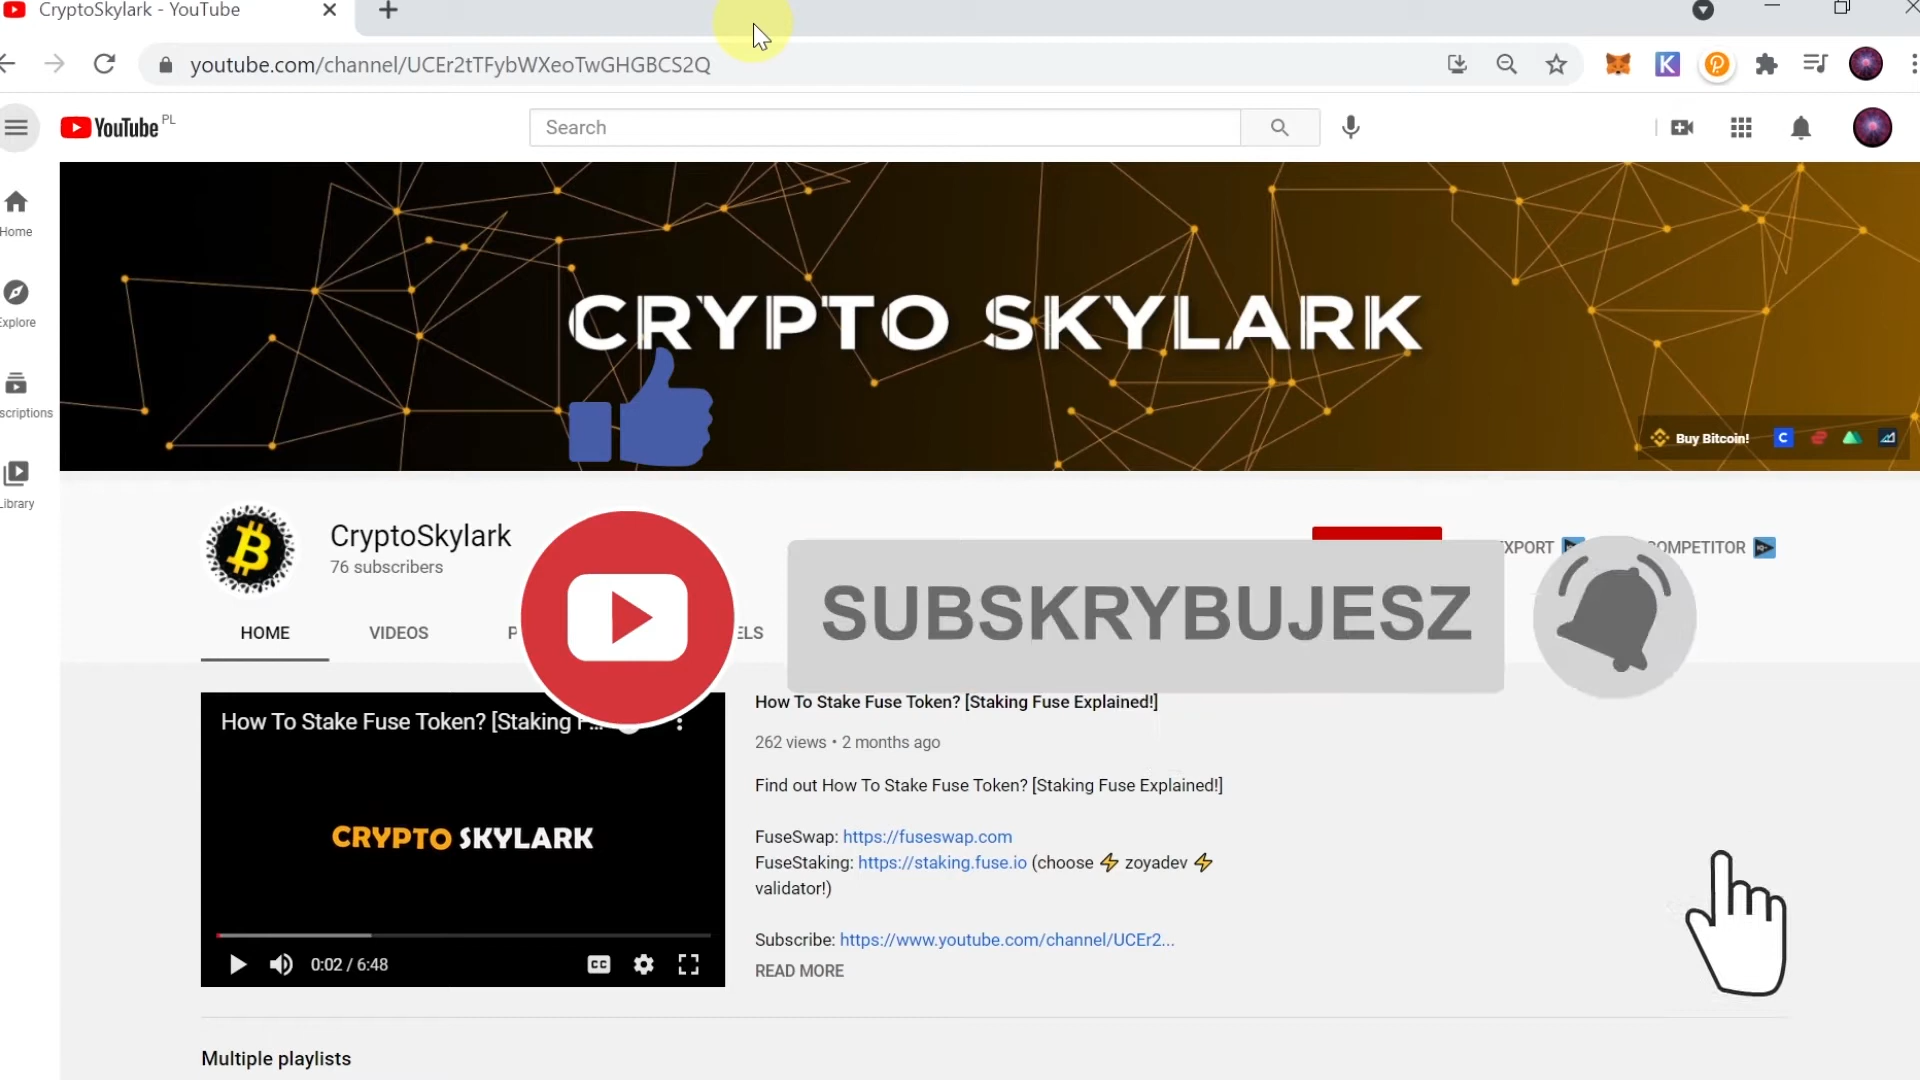 CryptoSkylark - YouTube
youtube.com/channel/UCEr2tTFybWXeoTwGHGBCS2Q
YouTube PL
Search
Home
Explore
scriptions
Library
CRYPTO SKYLARK
Buy Bitcoin!
CryptoSkylark
76 subscribers
EXPORT
COMPETITOR
HOME
VIDEOS
P
ELS
SUBSKRYBUJESZ
How To Stake Fuse Token? [Staking F...
CRYPTO SKYLARK
0:02 / 6:48
CC
How To Stake Fuse Token? [Staking Fuse Explained!]
262 views • 2 months ago
Find out How To Stake Fuse Token? [Staking Fuse Explained!]
FuseSwap: https://fuseswap.com
FuseStaking: https://staking.fuse.io (choose ⚡ zoyadev ⚡
validator!)
Subscribe: https://www.youtube.com/channel/UCEr2...
READ MORE
Multiple playlists